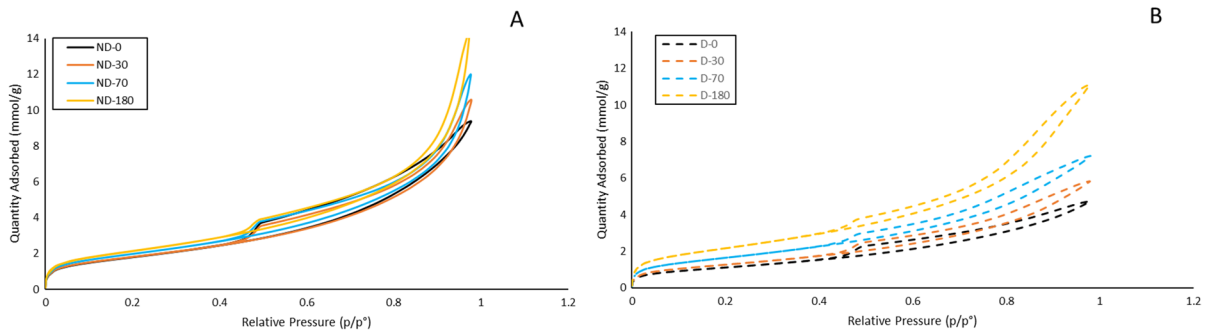 A
ND-0
ND-30
ND-70
ND-180
Quantity Adsorbed (mmol/g)
14
12
10
8
6
4
2
0
0
0.2
0.4
0.6
0.8
1
1.2
Relative Pressure (p/p°)
B
D-0
D-30
D-70
D-180
Quantity Adsorbed (mmol/g)
14
11
10
8
6
4
2
0
0
0.2
0.4
0.6
0.8
1
1.2
Relative Pressure (p/p°)